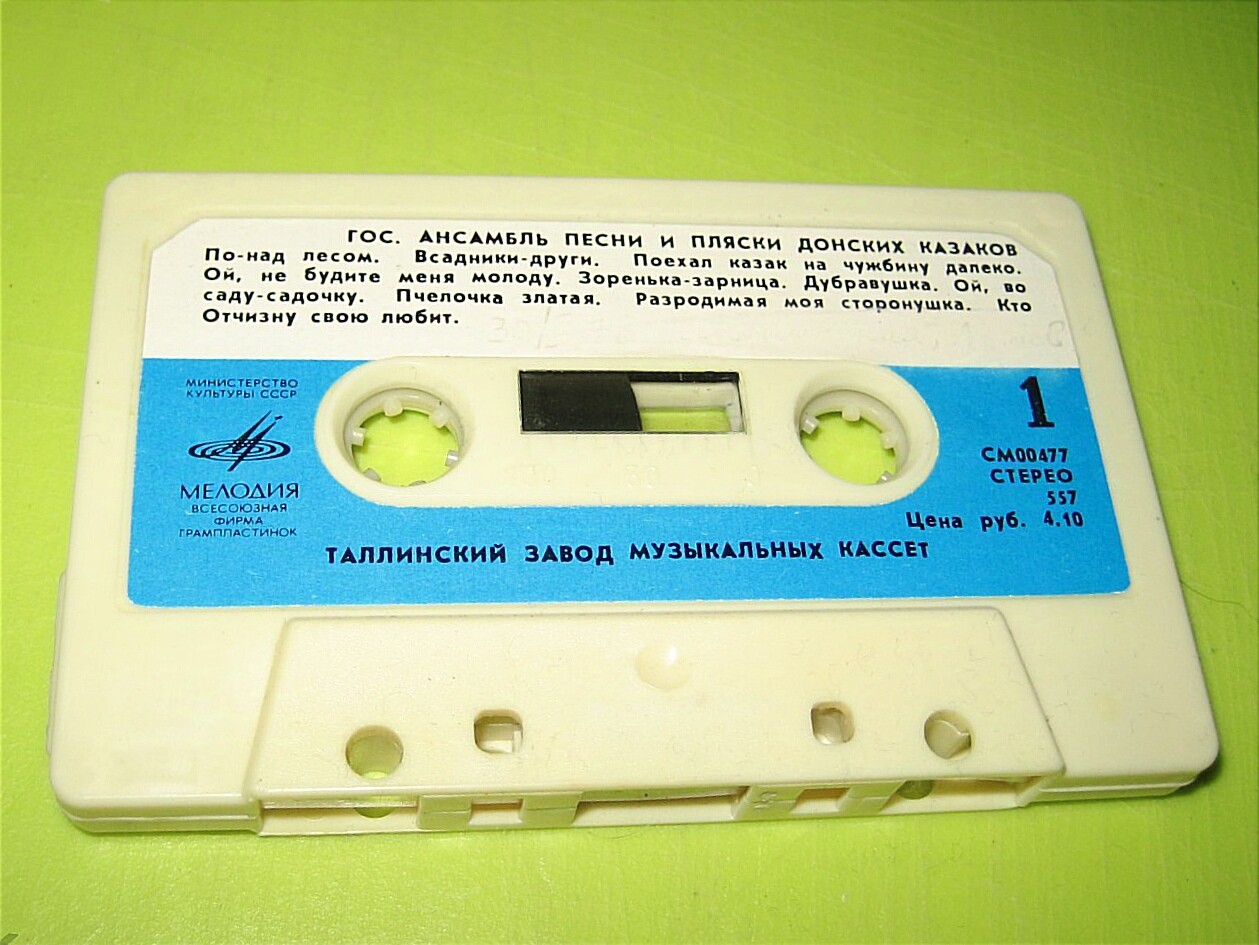 ГОС. АНСАМБЛЬ ПЕСНИ И ПЛЯСКИ ДОНСКИХ КАЗАКОВ
По-над лесом. Всадники-други. Поехал казак на чужбину далеко.
Ой, не будите меня молоду. Зоренька-зарница. Дубравушка. Ой, во
саду-садочку. Пчелочка златая. Разродимая моя сторонушка. Кто
Отчизну свою любит.
МИНИСТЕРСТВО
КУЛЬТУРЫ СССР
МЕЛОДИЯ
ВСЕСОЮЗНАЯ
ФИРМА
ГРАМПЛАСТИНОК
1
СМ00477
СТЕРЕО
557
Цена руб. 4.10
ТАЛЛИНСКИЙ ЗАВОД МУЗЫКАЛЬНЫХ КАССЕТ